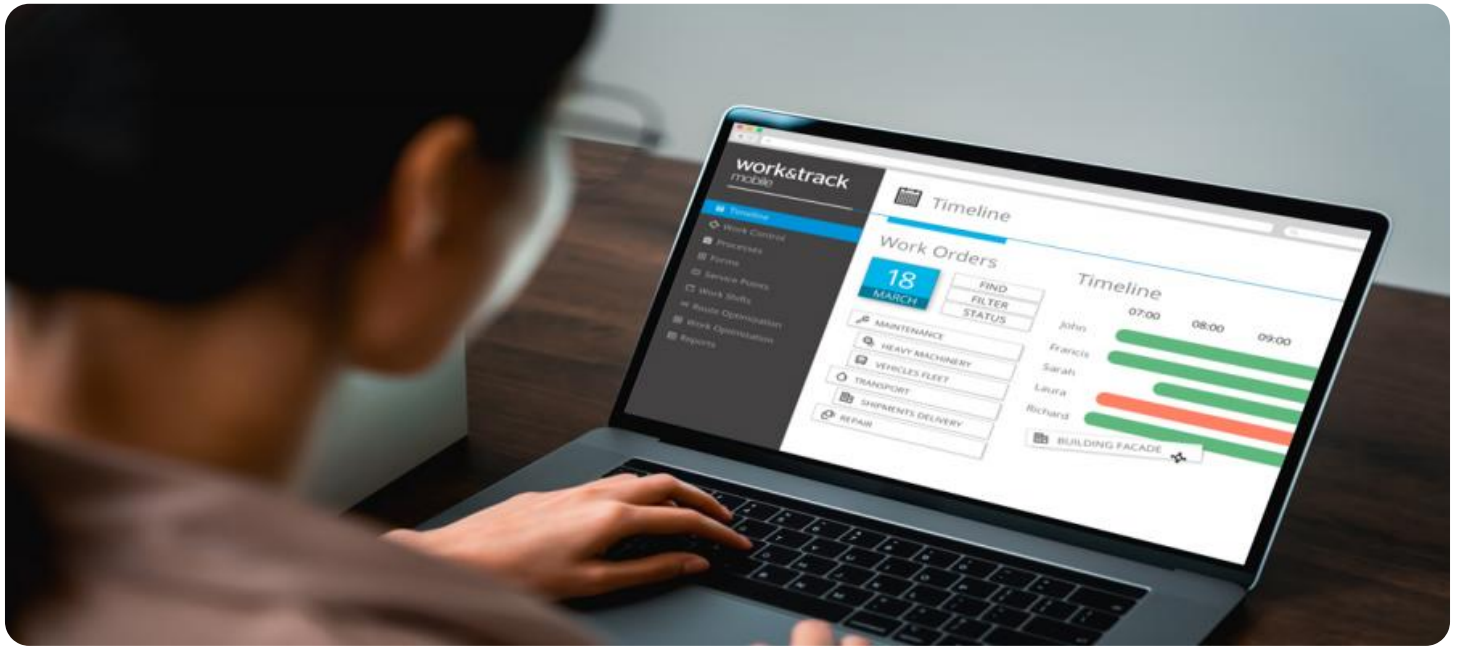 work&track
mobile
Timeline
Work Control
Processes
Forms
Service Points
Work Shifts
Route Optimization
Work Optimization
Reports
Timeline
Work Orders
18
MARCH
FIND
FILTER
STATUS
MAINTENANCE
HEAVY MACHINERY
VEHICLES FLEET
TRANSPORT
SHIPMENTS DELIVERY
REPAIR
Timeline
07:00 08:00 09:00
John
Francis
Sarah
Laura
Richard
BUILDING FACADE